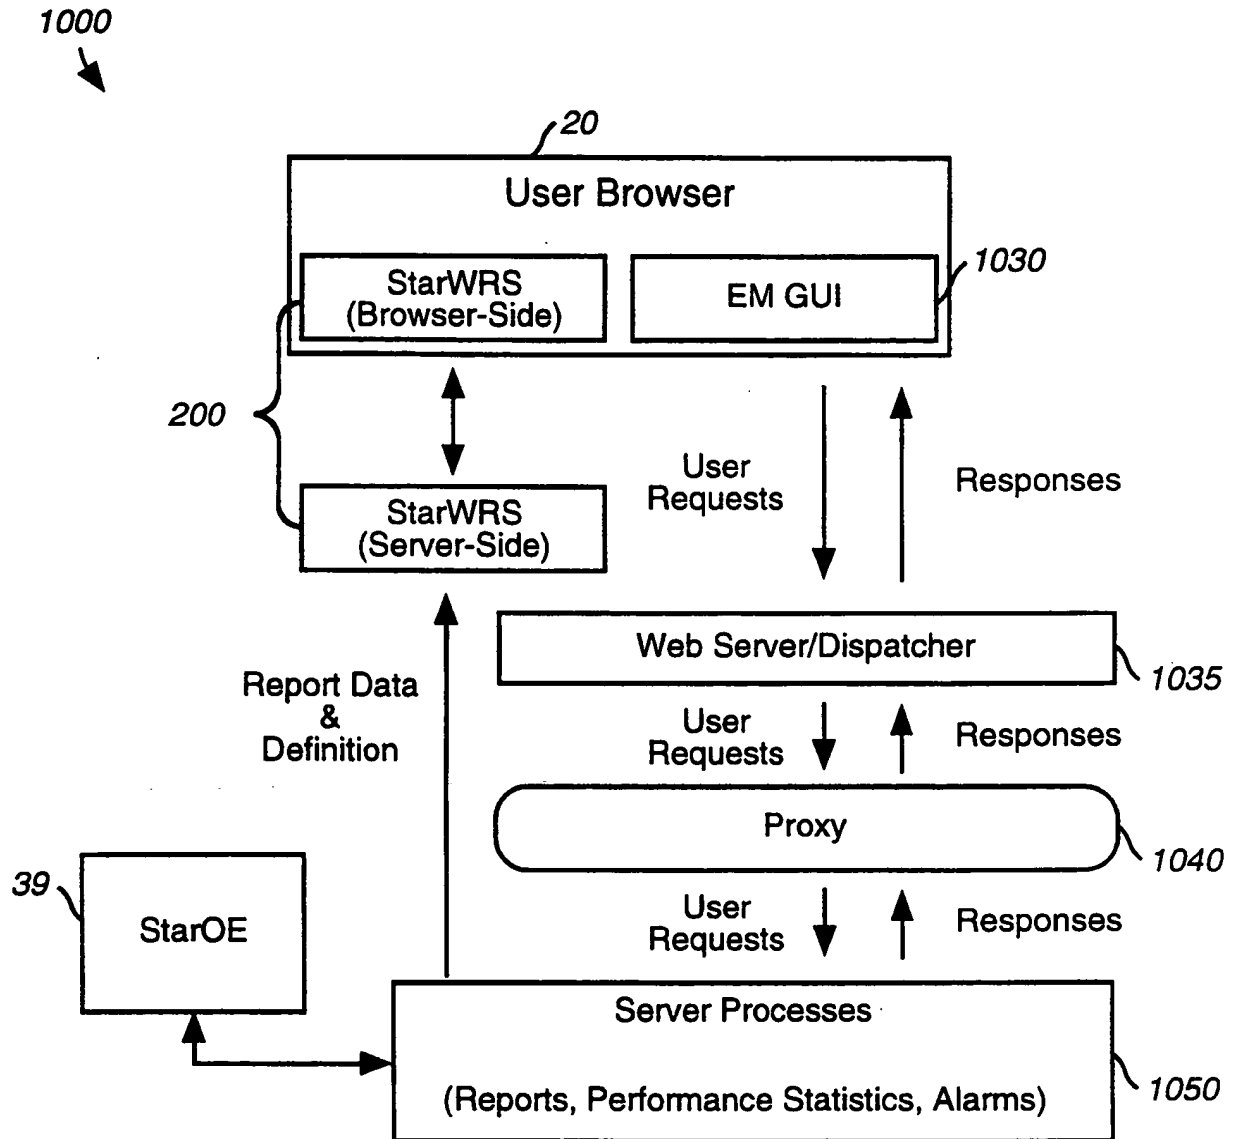 1000
20
User Browser
StarWRS
(Browser-Side)
EM GUI
1030
200
User
Requests
Responses
StarWRS
(Server-Side)
Web Server/Dispatcher
1035
Report Data
&
Definition
User
Requests
Responses
Proxy
1040
39
StarOE
User
Requests
Responses
Server Processes
(Reports, Performance Statistics, Alarms)
1050